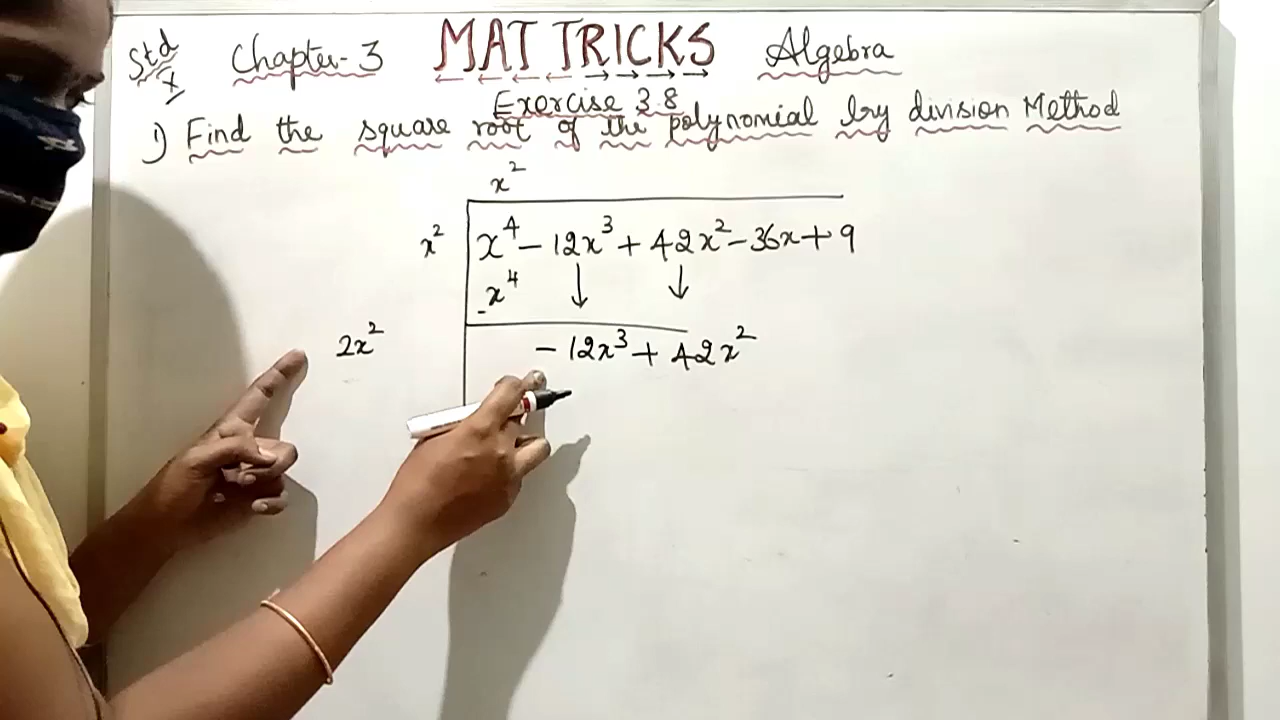 Std X Chapter-3 MAT TRICKS Algebra
Exercise 3.8
1) Find the square root of the polynomial by division Method
x²
x² x⁴ - 12x³ + 42x² - 36x + 9
- x⁴ ↓ ↓
2x² - 12x³ + 42x²